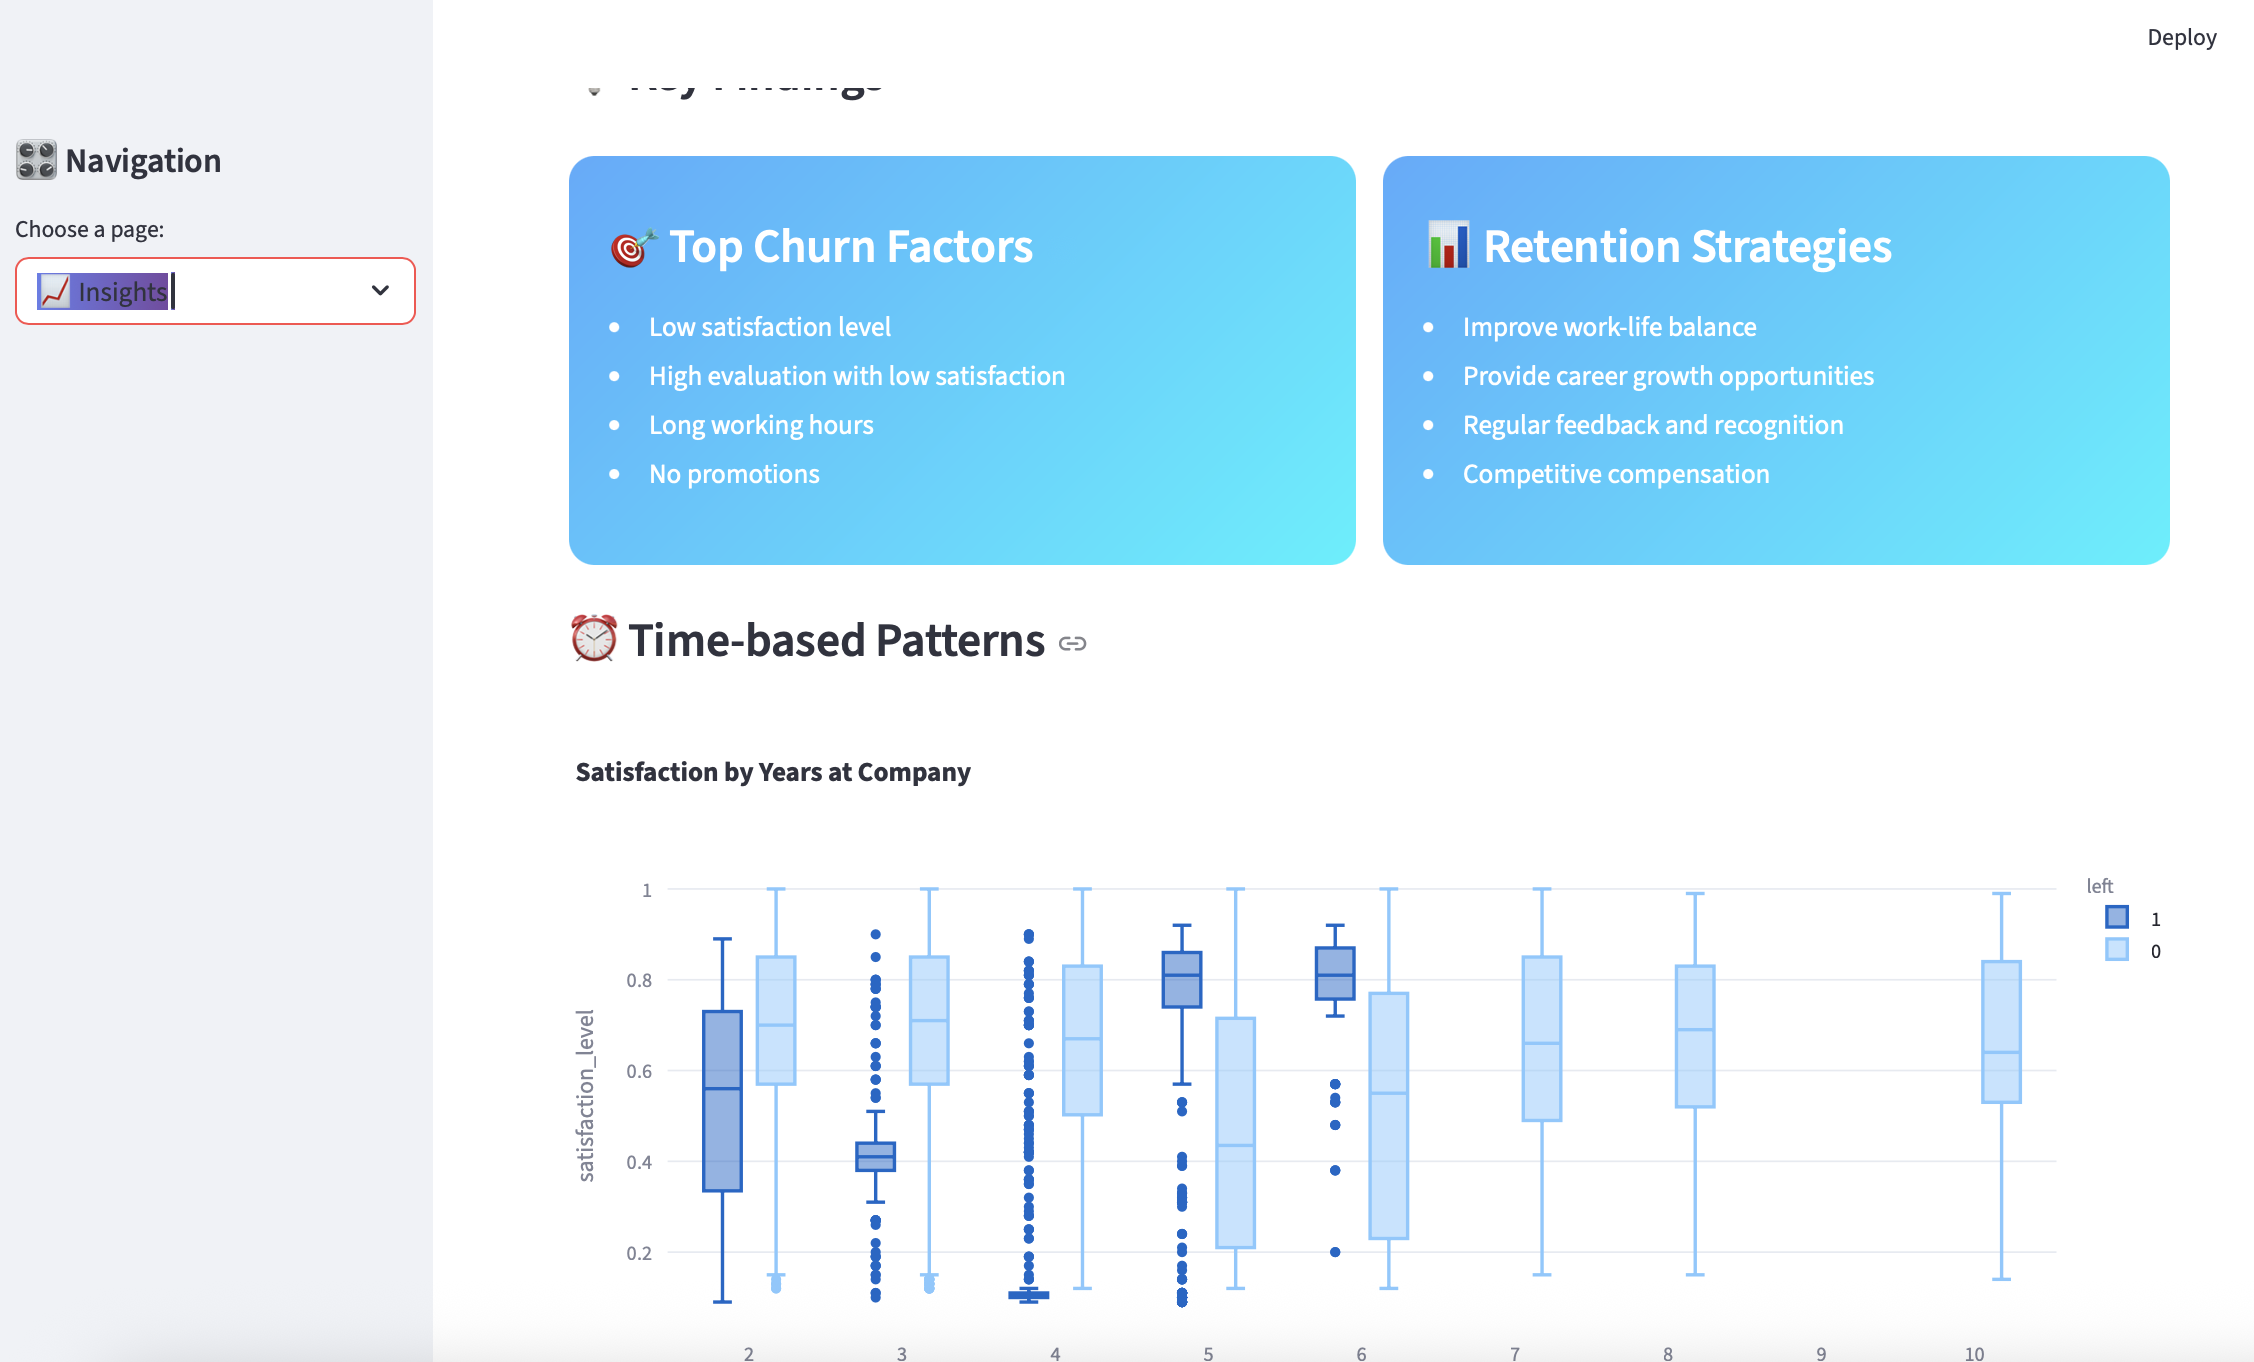 Deploy
Key Findings
Navigation
Choose a page:
Insights
Top Churn Factors
Low satisfaction level
High evaluation with low satisfaction
Long working hours
No promotions
Retention Strategies
Improve work-life balance
Provide career growth opportunities
Regular feedback and recognition
Competitive compensation
Time-based Patterns
Satisfaction by Years at Company
satisfaction_level
1
0.8
0.6
0.4
0.2
2 3 4 5 6 7 8 9 10
left
1
0